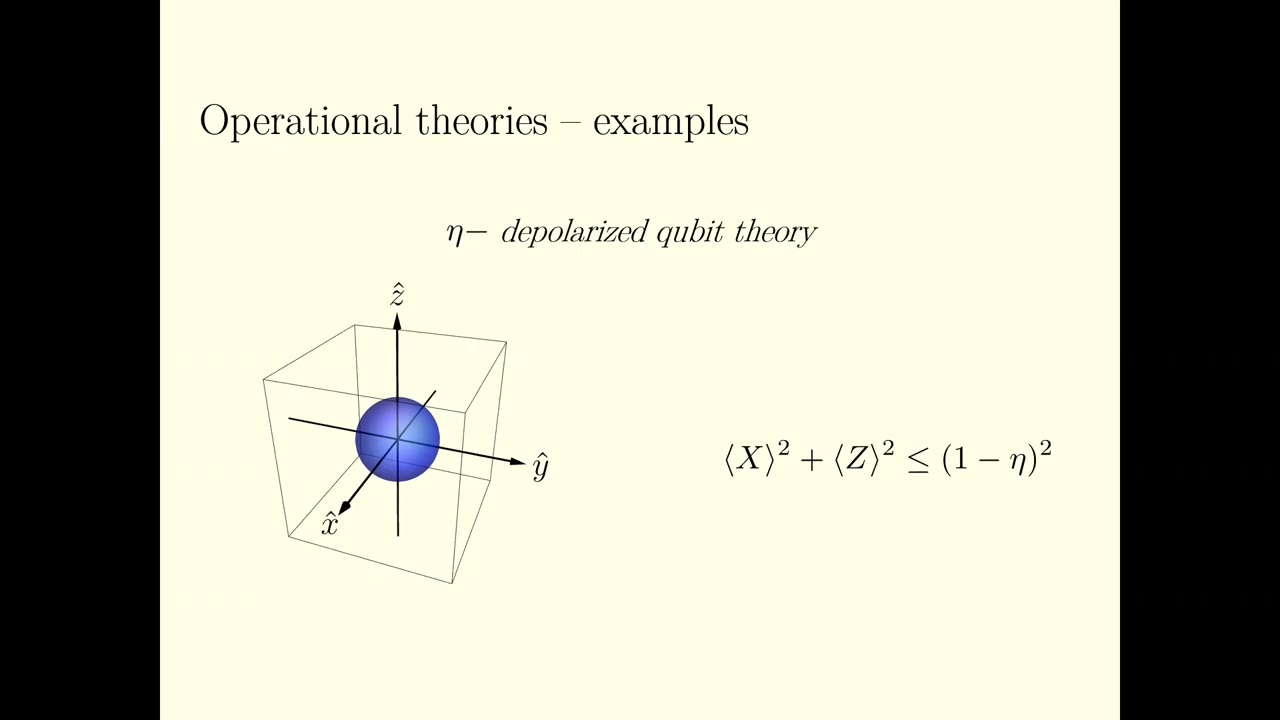 Operational theories – examples
η− depolarized qubit theory
ẑ
ŷ
x̂
⟨X⟩² + ⟨Z⟩² ≤ (1 − η)²